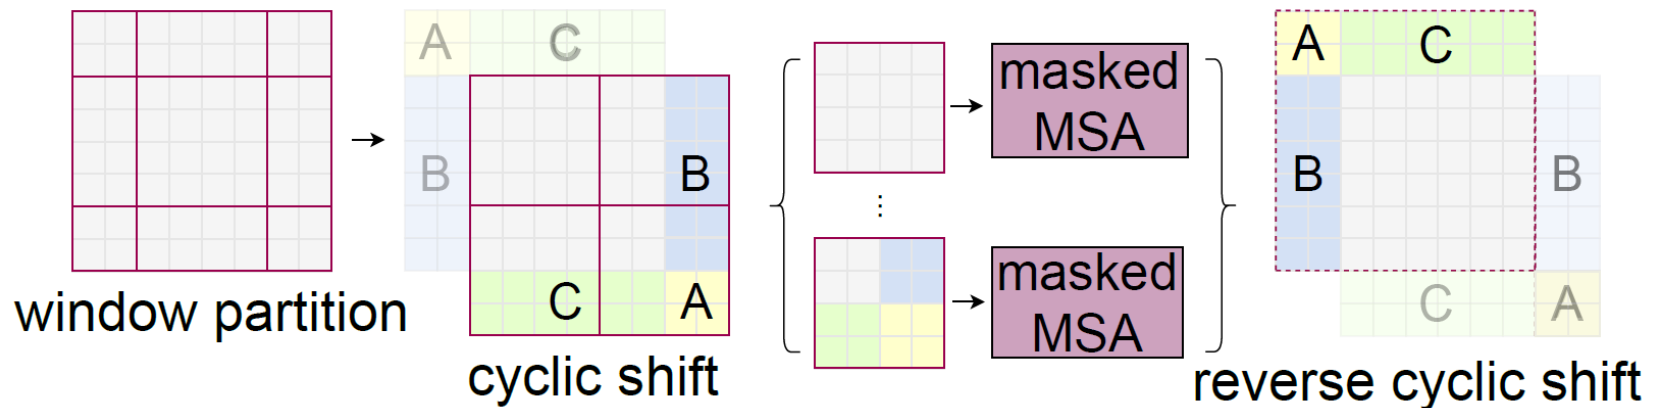 A C
B
B
C A
window partition
cyclic shift
masked
MSA
⋮
masked
MSA
A C
B B
C A
reverse cyclic shift